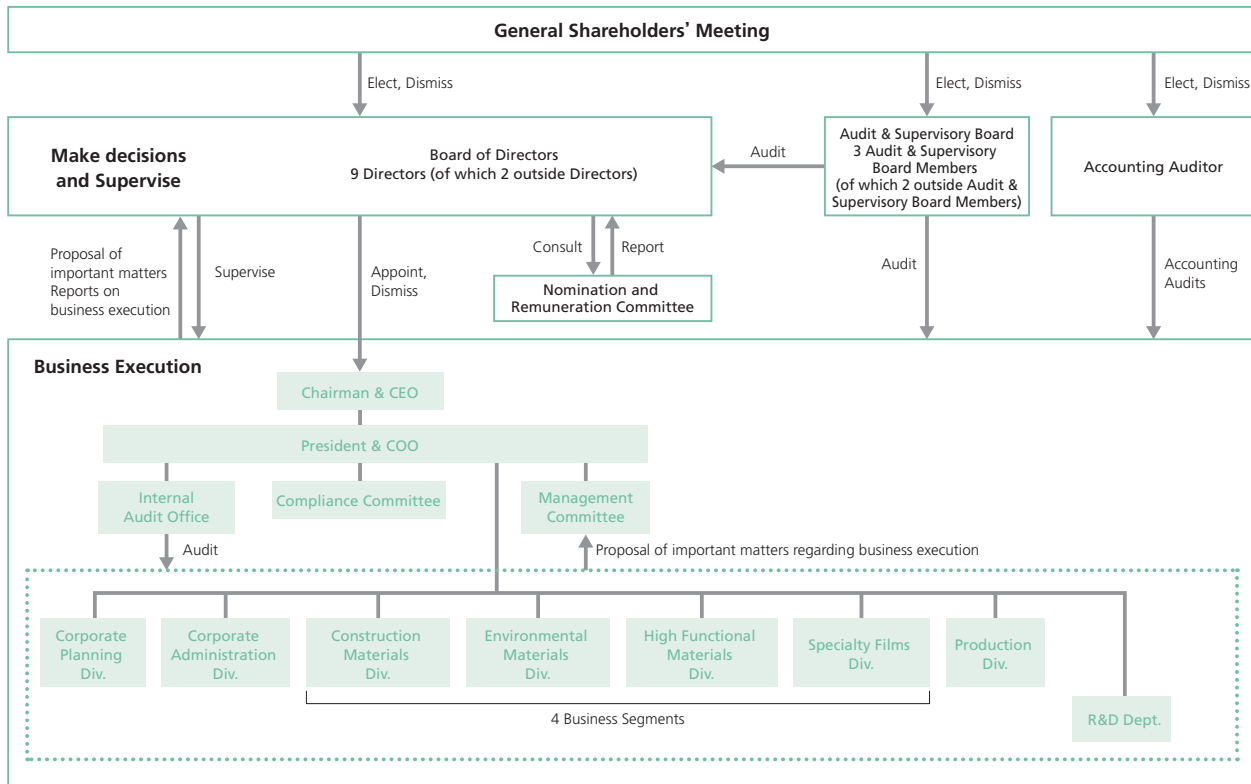 General Shareholders’ Meeting
Elect, Dismiss
Elect, Dismiss
Elect, Dismiss
Make decisions
and Supervise
Board of Directors
9 Directors (of which 2 outside Directors)
Audit
Audit & Supervisory Board
3 Audit & Supervisory
Board Members
(of which 2 outside Audit &
Supervisory Board Members)
Accounting Auditor
Proposal of
important matters
Reports on
business execution
Supervise
Appoint,
Dismiss
Consult
Report
Nomination and
Remuneration Committee
Audit
Accounting
Audits
Business Execution
Chairman & CEO
President & COO
Internal
Audit Office
Compliance Committee
Management
Committee
Audit
Proposal of important matters regarding business execution
Corporate
Planning
Div.
Corporate
Administration
Div.
Construction
Materials
Div.
Environmental
Materials
Div.
High Functional
Materials
Div.
Specialty Films
Div.
Production
Div.
4 Business Segments
R&D Dept.